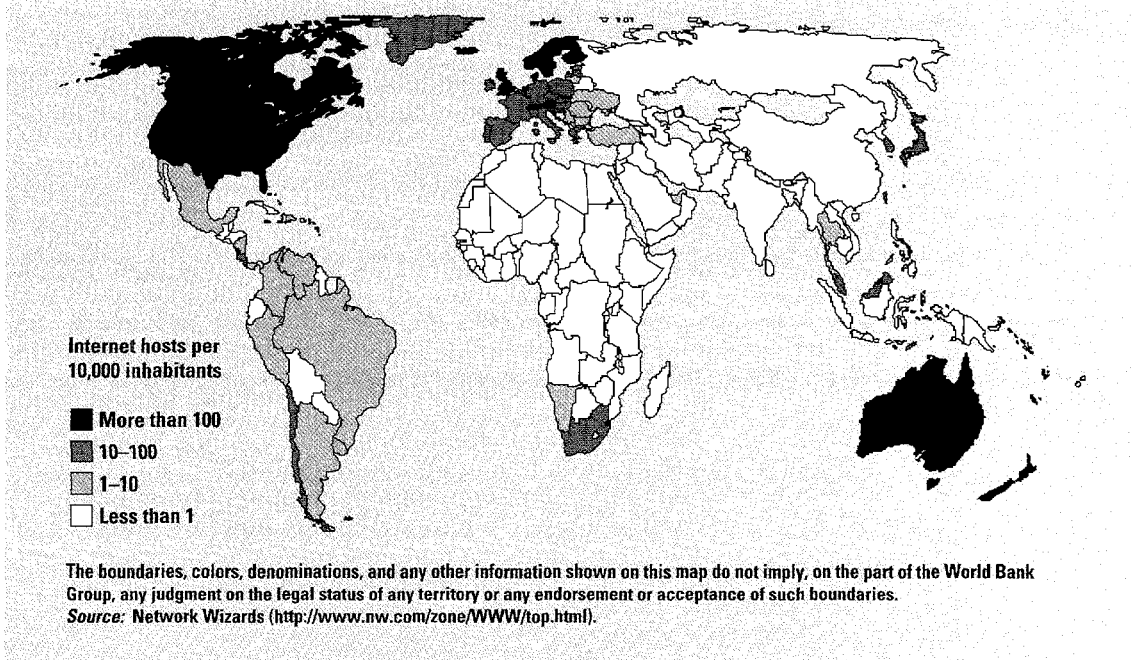 Internet hosts per
10,000 inhabitants
More than 100
10–100
1–10
Less than 1
The boundaries, colors, denominations, and any other information shown on this map do not imply, on the part of the World Bank
Group, any judgment on the legal status of any territory or any endorsement or acceptance of such boundaries.
Source: Network Wizards (http://www.nw.com/zone/WWW/top.html).